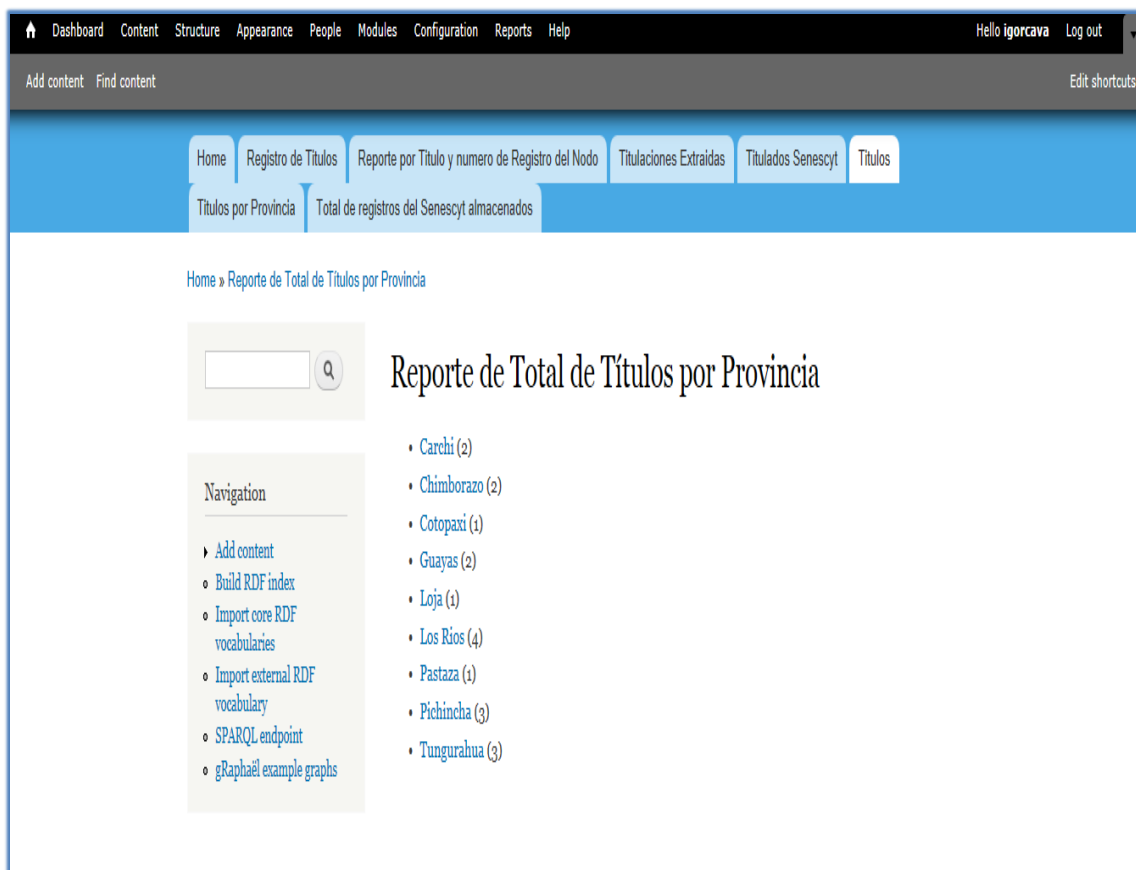 Dashboard Content Structure Appearance People Modules Configuration Reports Help Hello igorcava Log out
Add content Find content Edit shortcuts
Home Registro de Titulos Reporte por Titulo y numero de Registro del Nodo Titulaciones Extraidas Titulados Senescyt Titulos
Titulos por Provincia Total de registros del Senescyt almacenados
Home » Reporte de Total de Títulos por Provincia
Reporte de Total de Títulos por Provincia
Navigation
Add content
Build RDF index
Import core RDF
vocabularies
Import external RDF
vocabulary
SPARQL endpoint
gRaphaël example graphs
• Carchi (2)
• Chimborazo (2)
• Cotopaxi (1)
• Guayas (2)
• Loja (1)
• Los Rios (4)
• Pastaza (1)
• Pichincha (3)
• Tungurahua (3)